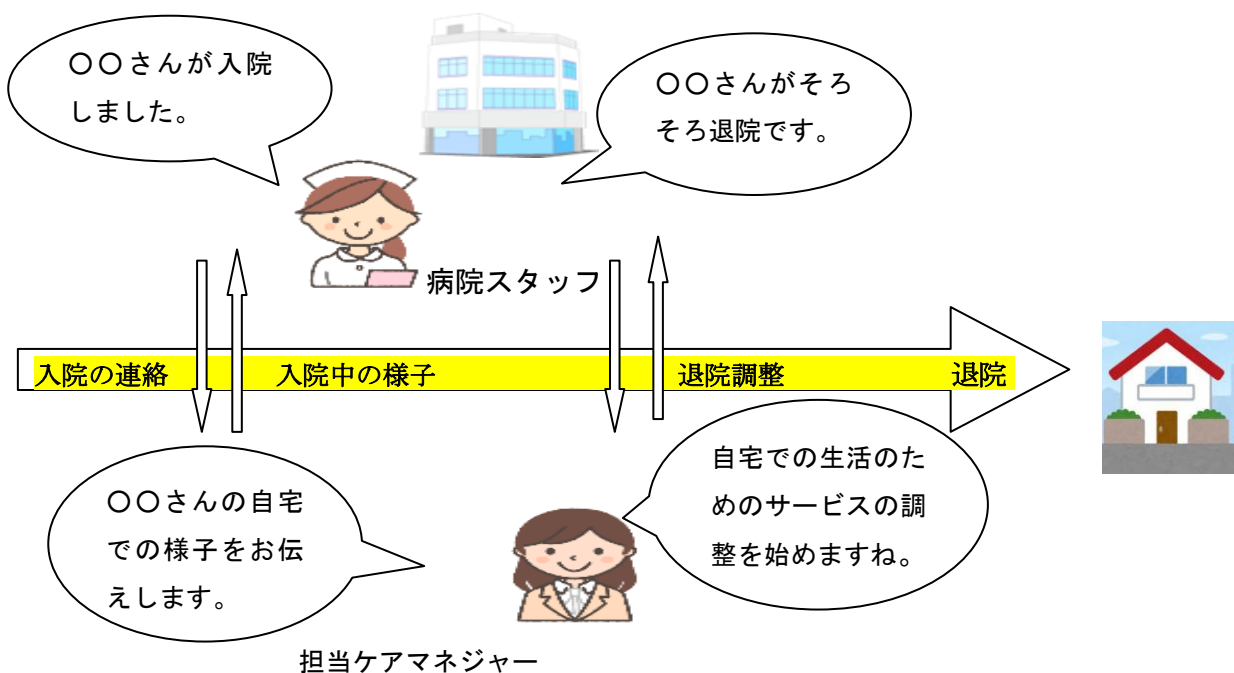 〇〇さんが入院
しました。
〇〇さんがそろ
そろ退院です。
病院スタッフ
入院の連絡
入院中の様子
退院調整
退院
〇〇さんの自宅
での様子をお伝
えします。
自宅での生活のた
めのサービスの調
整を始めますね。
担当ケアマネジャー